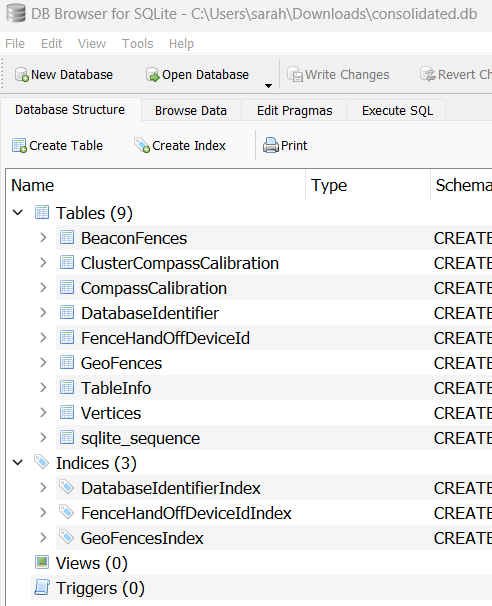 DB Browser for SQLite - C:\Users\sarah\Downloads\consolidated.db
File Edit View Tools Help
New Database Open Database Write Changes Revert Ch
Database Structure Browse Data Edit Pragmas Execute SQL
Create Table Create Index Print
Name Type Schema
Tables (9)
BeaconFences CREATE
ClusterCompassCalibration CREATE
CompassCalibration CREATE
DatabaseIdentifier CREATE
FenceHandOffDeviceId CREATE
GeoFences CREATE
TableInfo CREATE
Vertices CREATE
sqlite_sequence CREATE
Indices (3)
DatabaseIdentifierIndex CREATE
FenceHandOffDeviceIdIndex CREATE
GeoFencesIndex CREATE
Views (0)
Triggers (0)